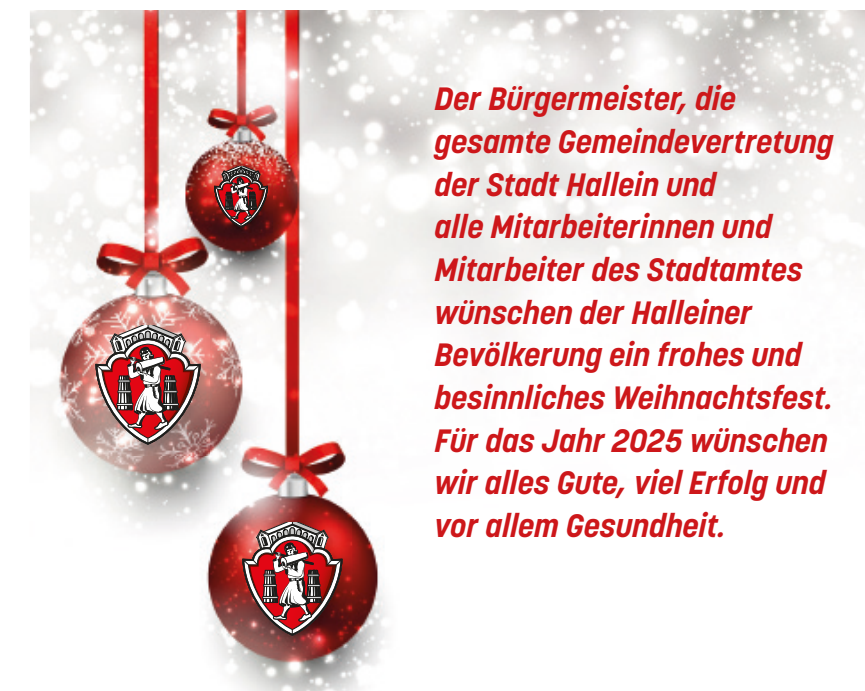 Der Bürgermeister, die
gesamte Gemeindevertretung
der Stadt Hallein und
alle Mitarbeiterinnen und
Mitarbeiter des Stadtamtes
wünschen der Halleiner
Bevölkerung ein frohes und
besinnliches Weihnachtsfest.
Für das Jahr 2025 wünschen
wir alles Gute, viel Erfolg und
vor allem Gesundheit.